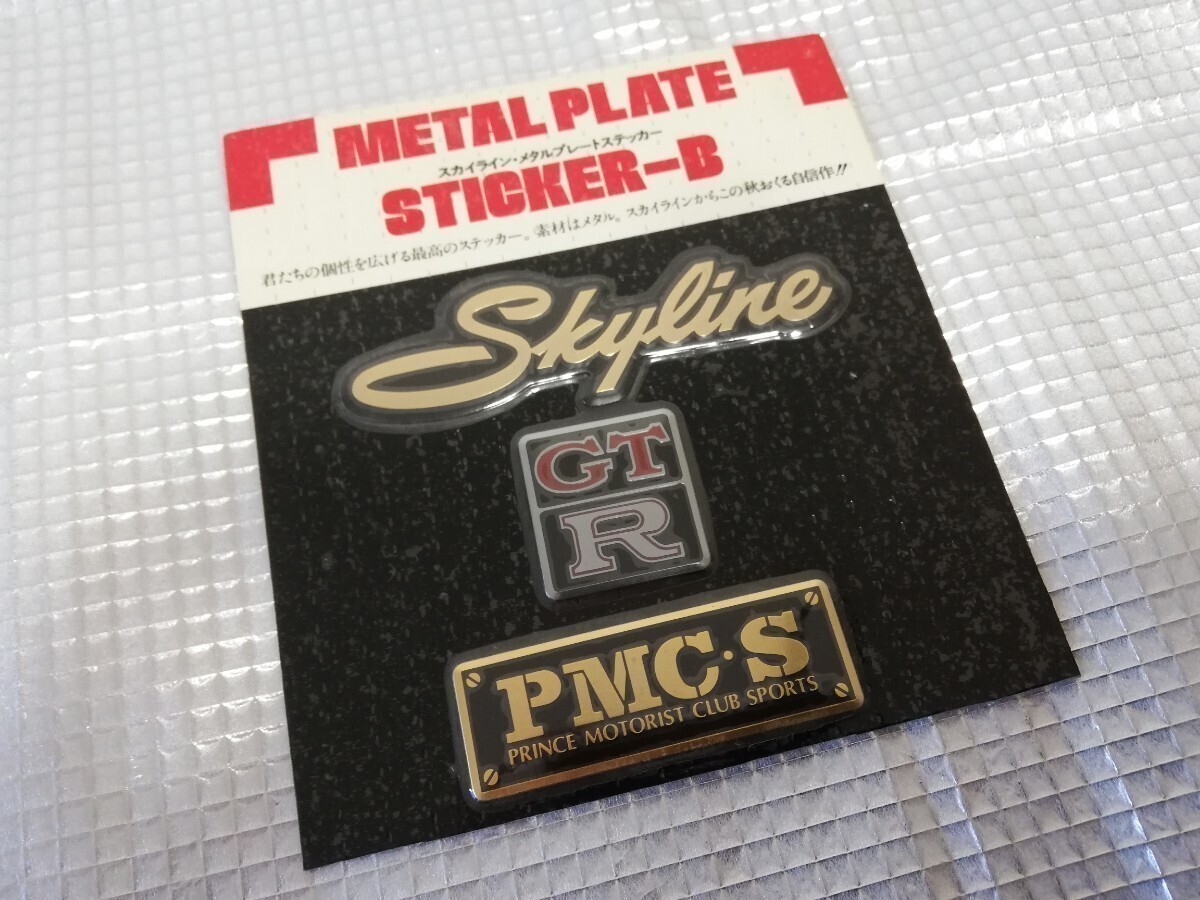 METAL PLATE
スカイライン・メタルプレートステッカー
STICKER-B
君たちの個性を広げる最高のステッカー。素材はメタル。スカイラインからこの秋おくる自信作!!
Skyline
GT
R
PMC·S
PRINCE MOTORIST CLUB SPORTS